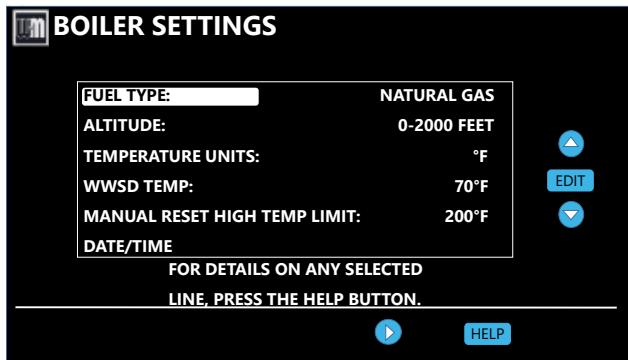 BOILER SETTINGS
FUEL TYPE: NATURAL GAS
ALTITUDE: 0-2000 FEET
TEMPERATURE UNITS: °F
WWSD TEMP: 70°F
EDIT
MANUAL RESET HIGH TEMP LIMIT: 200°F
DATE/TIME
FOR DETAILS ON ANY SELECTED
LINE, PRESS THE HELP BUTTON.
HELP